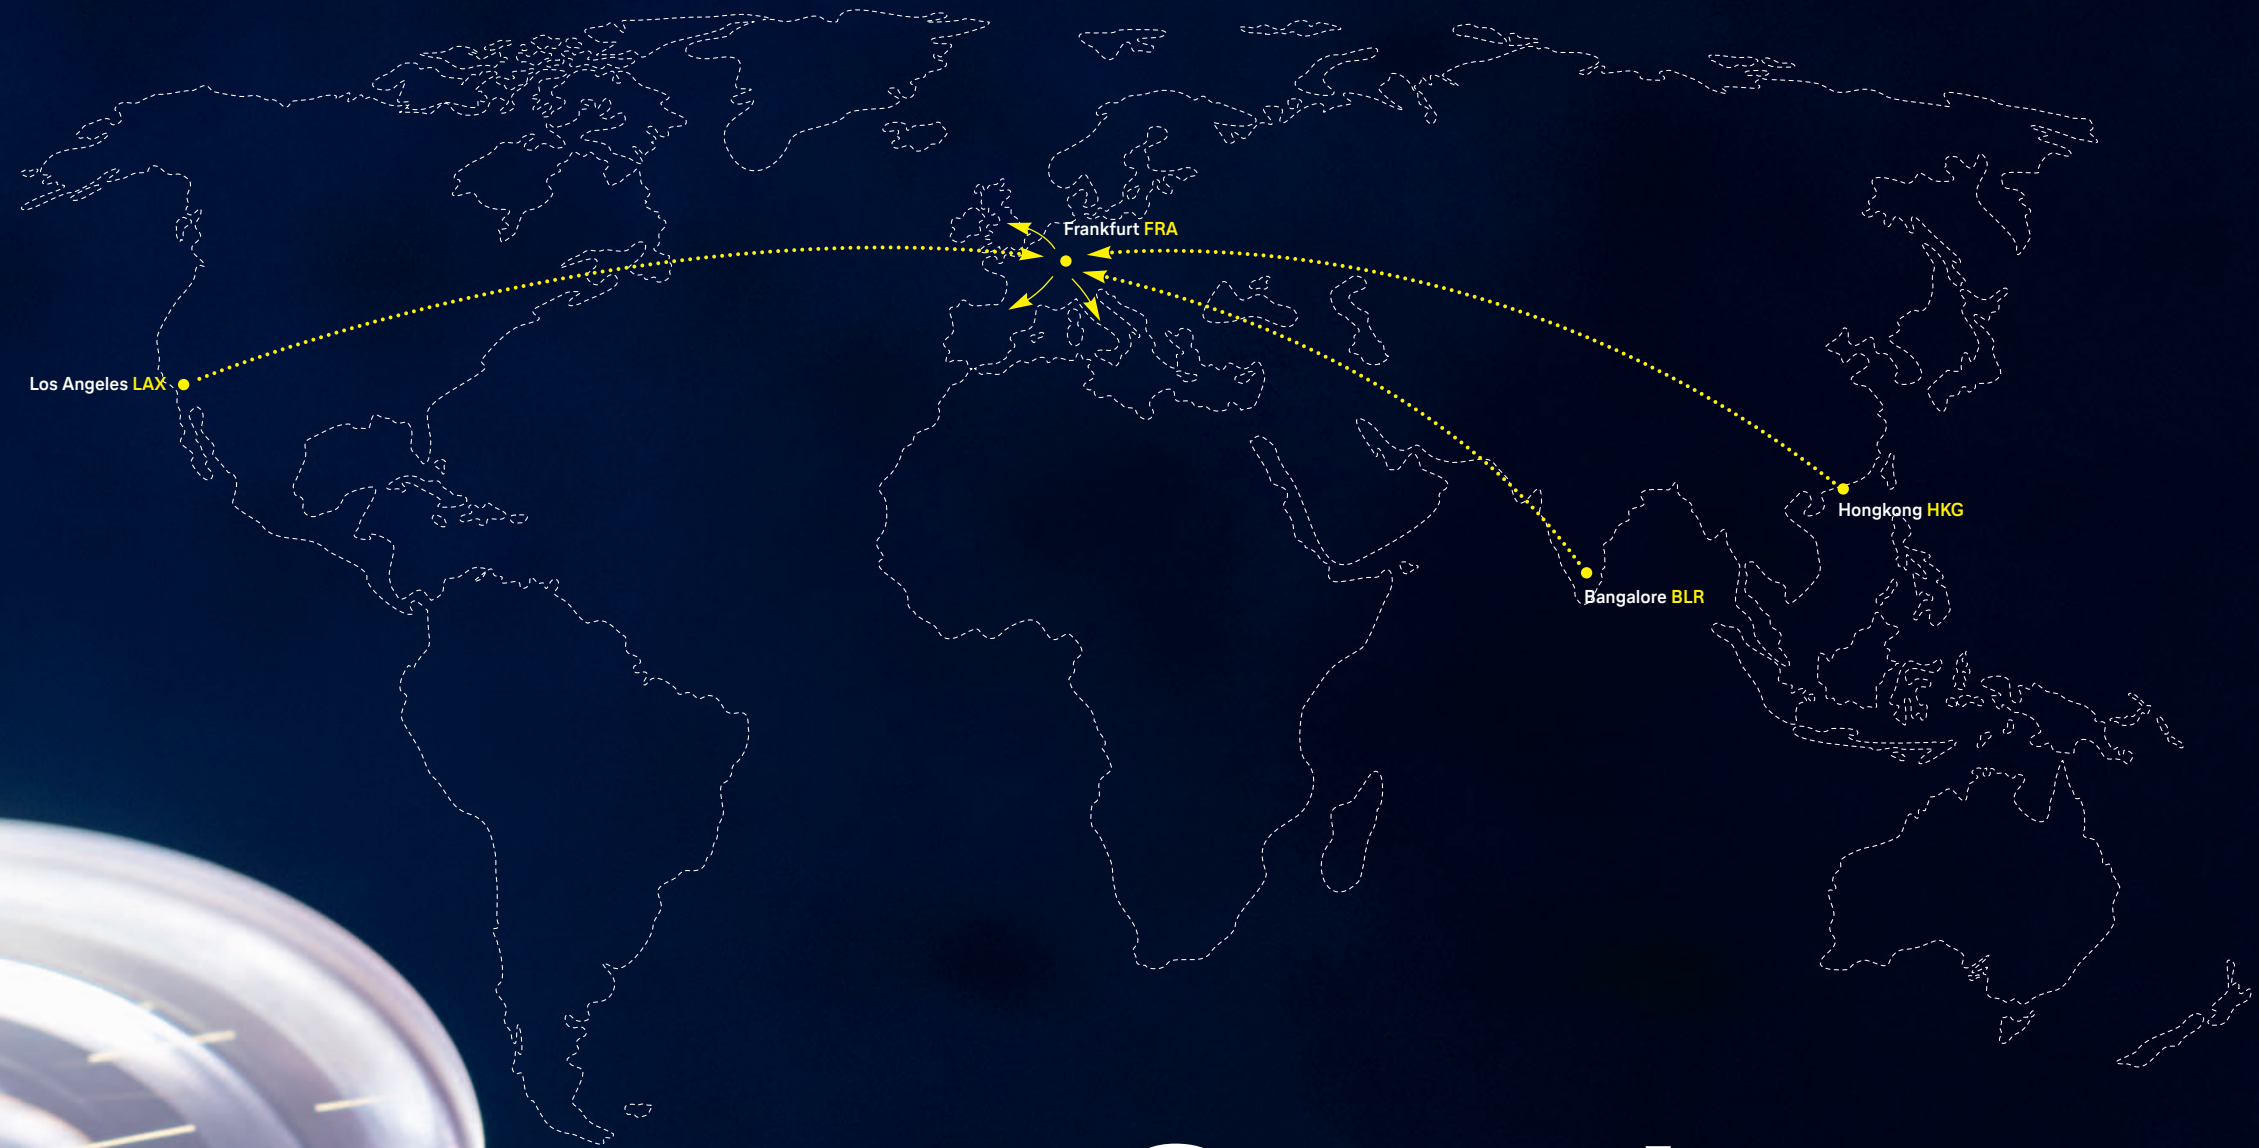 Frankfurt FRA
Los Angeles LAX
Hongkong HKG
Bangalore BLR